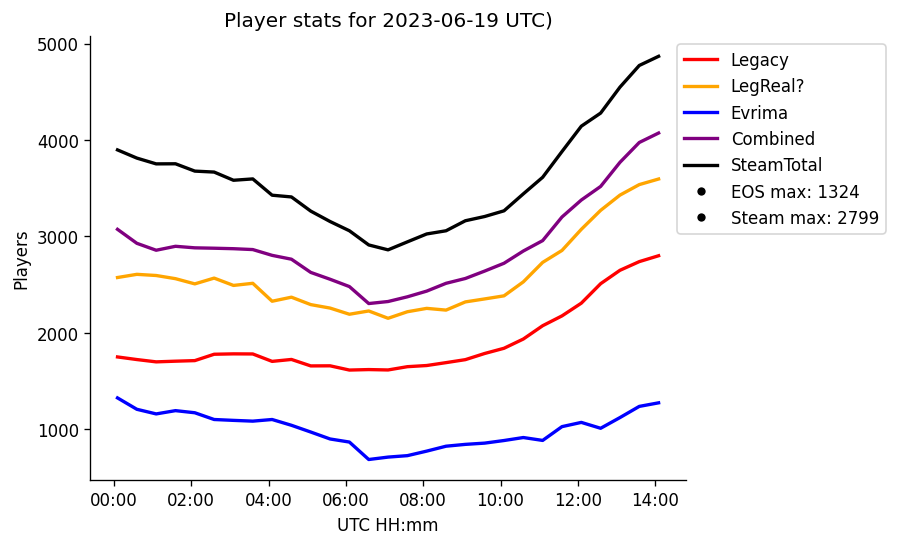 Player stats for 2023-06-19 UTC)
5000
4000
3000
2000
1000
Players
00:00 02:00 04:00 06:00 08:00 10:00 12:00 14:00
UTC HH:mm
Legacy
LegReal?
Evrima
Combined
SteamTotal
EOS max: 1324
Steam max: 2799